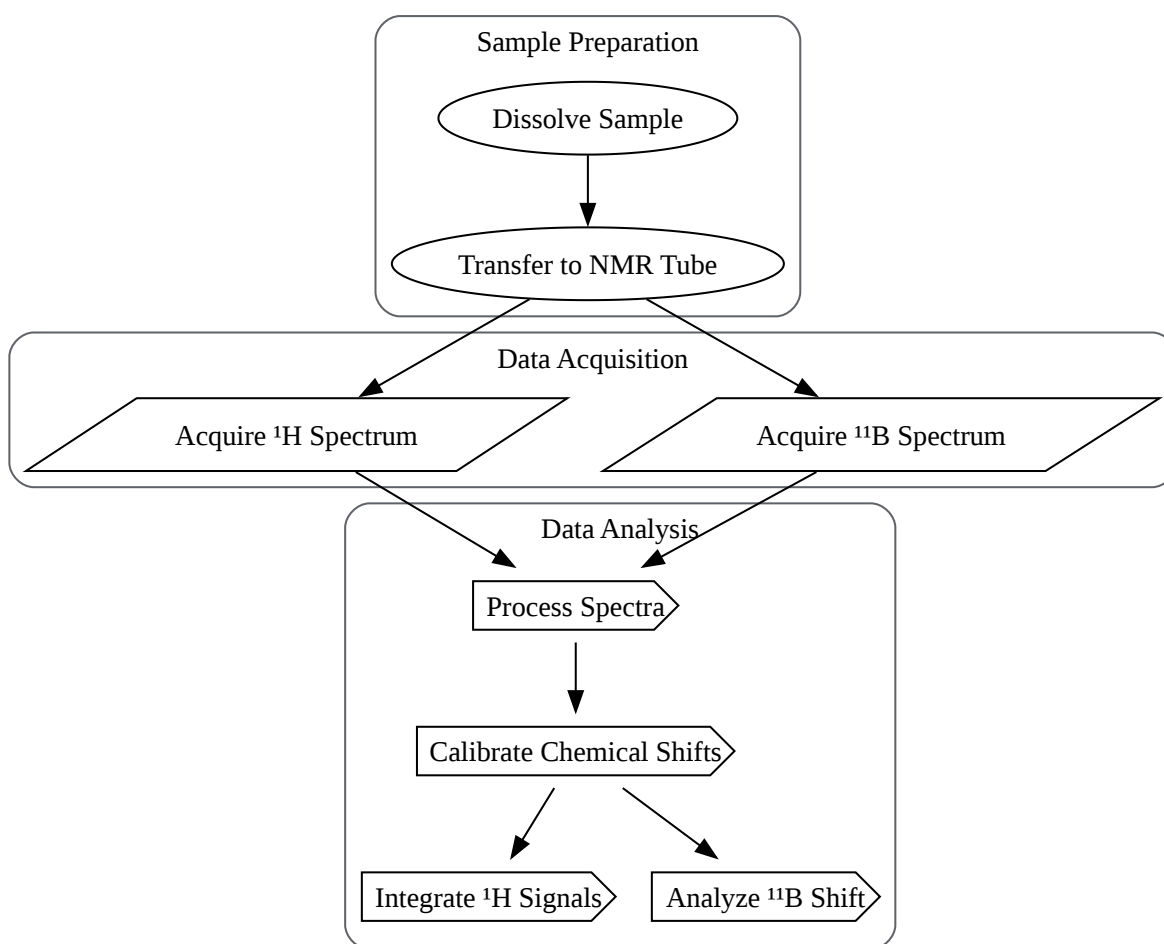 Sample Preparation
Dissolve Sample
Transfer to NMR Tube
Data Acquisition
Acquire ¹H Spectrum
Acquire ¹¹B Spectrum
Data Analysis
Process Spectra
Calibrate Chemical Shifts
Integrate ¹H Signals
Analyze ¹¹B Shift